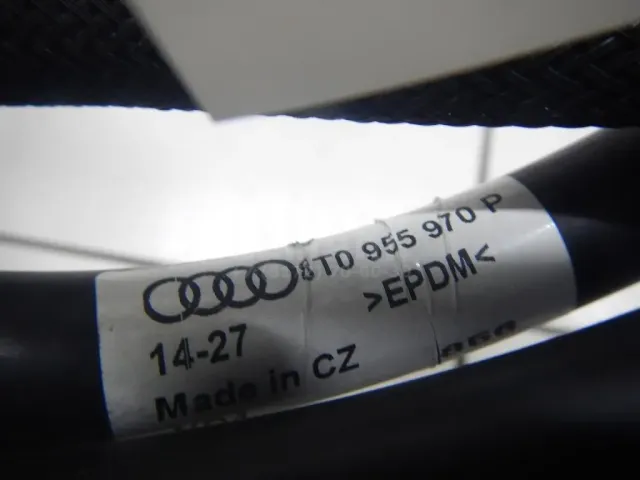 8T0 955 970 P
>EPDM<
14-27
Made in CZ